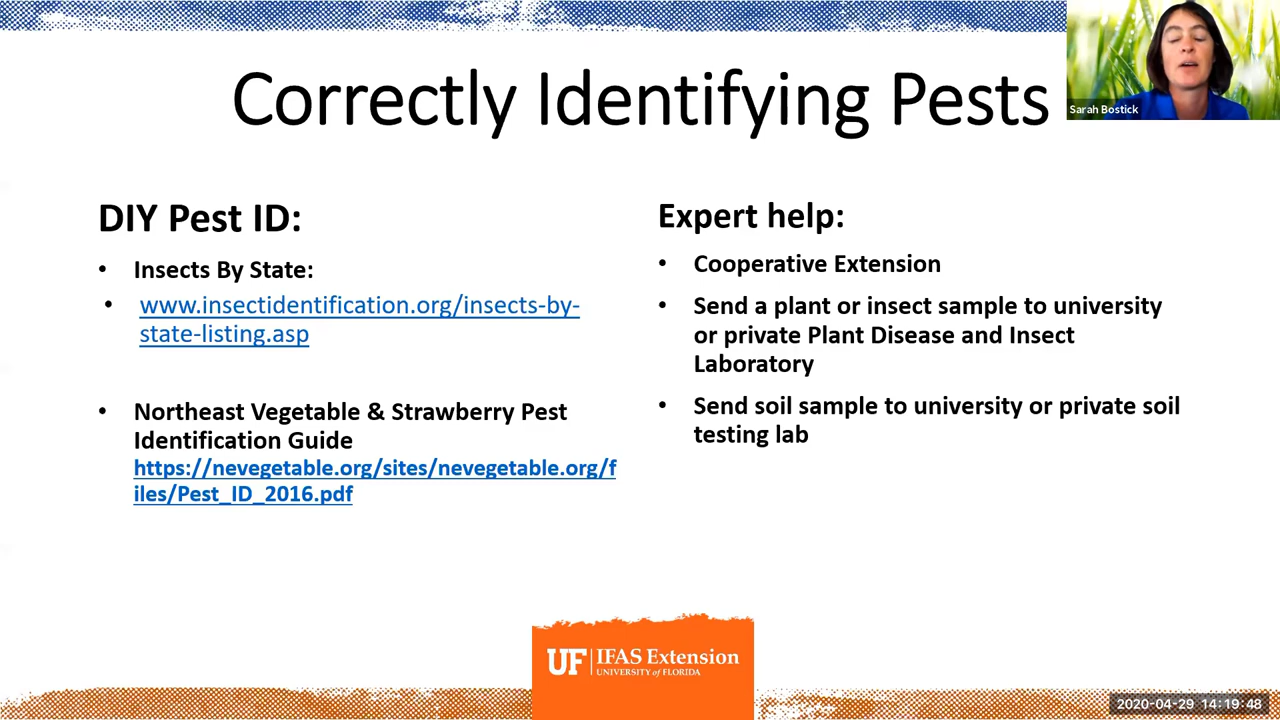 Correctly Identifying Pests
Sarah Bostick
DIY Pest ID:
• Insects By State:
• www.insectidentification.org/insects-by-
state-listing.asp
• Northeast Vegetable & Strawberry Pest
Identification Guide
https://nevegetable.org/sites/nevegetable.org/f
iles/Pest_ID_2016.pdf
Expert help:
• Cooperative Extension
• Send a plant or insect sample to university
or private Plant Disease and Insect
Laboratory
• Send soil sample to university or private soil
testing lab
UF IFAS Extension
UNIVERSITY of FLORIDA
2020-04-29 14:19:48